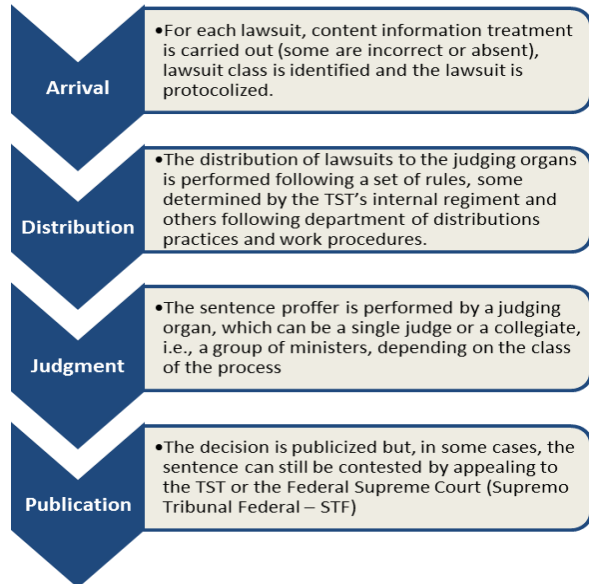 Arrival
•For each lawsuit, content information treatment
is carried out (some are incorrect or absent),
lawsuit class is identified and the lawsuit is
protocolized.
Distribution
•The distribution of lawsuits to the judging organs
is performed following a set of rules, some
determined by the TST's internal regiment and
others following department of distributions
practices and work procedures.
Judgment
•The sentence proffer is performed by a judging
organ, which can be a single judge or a collegiate,
i.e., a group of ministers, depending on the class
of the process
Publication
•The decision is publicized but, in some cases, the
sentence can still be contested by appealing to
the TST or the Federal Supreme Court (Supremo
Tribunal Federal – STF)